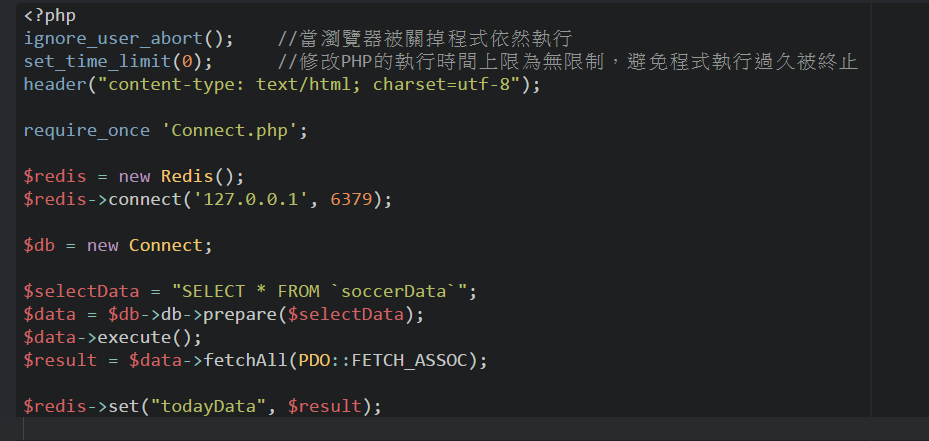 <?php
ignore_user_abort();    //當瀏覽器被關掉程式依然執行
set_time_limit(0);      //修改PHP的執行時間上限為無限制，避免程式執行過久被終止
header("content-type: text/html; charset=utf-8");
require_once 'Connect.php';
$redis = new Redis();
$redis->connect('127.0.0.1', 6379);
$db = new Connect;
$selectData = "SELECT * FROM `soccerData`";
$data = $db->db->prepare($selectData);
$data->execute();
$result = $data->fetchAll(PDO::FETCH_ASSOC);
$redis->set("todayData", $result);